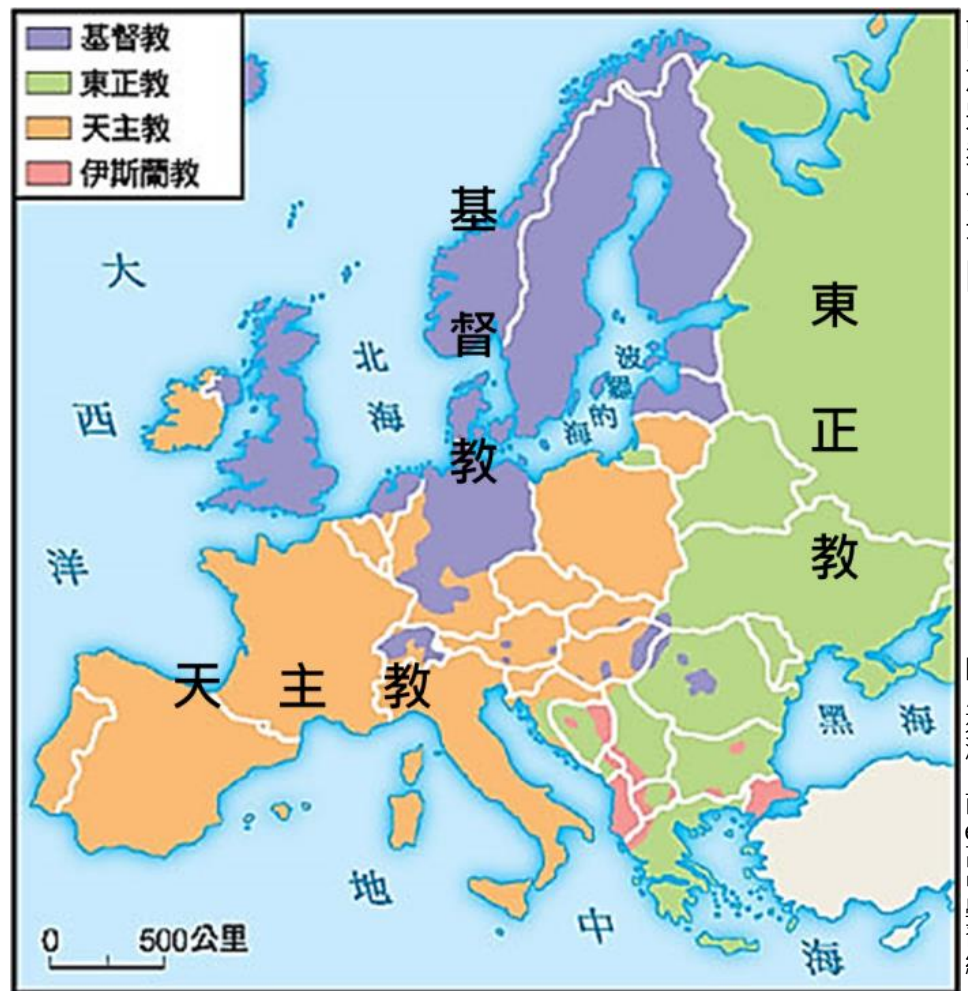 基督教
東正教
天主教
伊斯蘭教
基督教
東正教
天主教
大西洋
北海
波羅的海
黑海
地中海
0 500公里